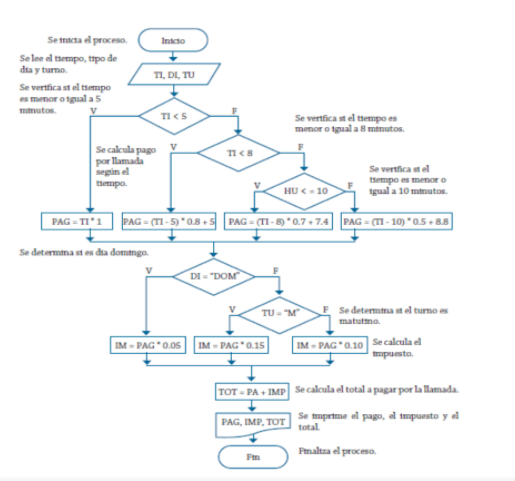 Se inicia el proceso.
Inicio
Se lee el tiempo, tipo de
día y turno.
TI, DI, TU
Se verifica si el tiempo
es menor o igual a 5
minutos.
V
F
TI < 5
Se verifica si el tiempo es
menor o igual a 8 minutos.
Se calcula pago
por llamada
según el
tiempo.
V
F
TI < 8
Se verifica si el
tiempo es menor o
igual a 10 minutos.
V
F
HU < = 10
PAG = TI * 1
PAG = (TI - 5) * 0.8 + 5
PAG = (TI - 8) * 0.7 + 7.4
PAG = (TI - 10) * 0.5 + 8.8
Se determina si es día domingo.
V
F
DI = "DOM"
V
F
TU = "M"
Se determina si el turno es
matutino.
IM = PAG * 0.05
IM = PAG * 0.15
IM = PAG * 0.10
Se calcula el
impuesto.
TOT = PA + IMP
Se calcula el total a pagar por la llamada.
PAG, IMP, TOT
Se imprime el pago, el impuesto y el
total.
Fin
Finaliza el proceso.